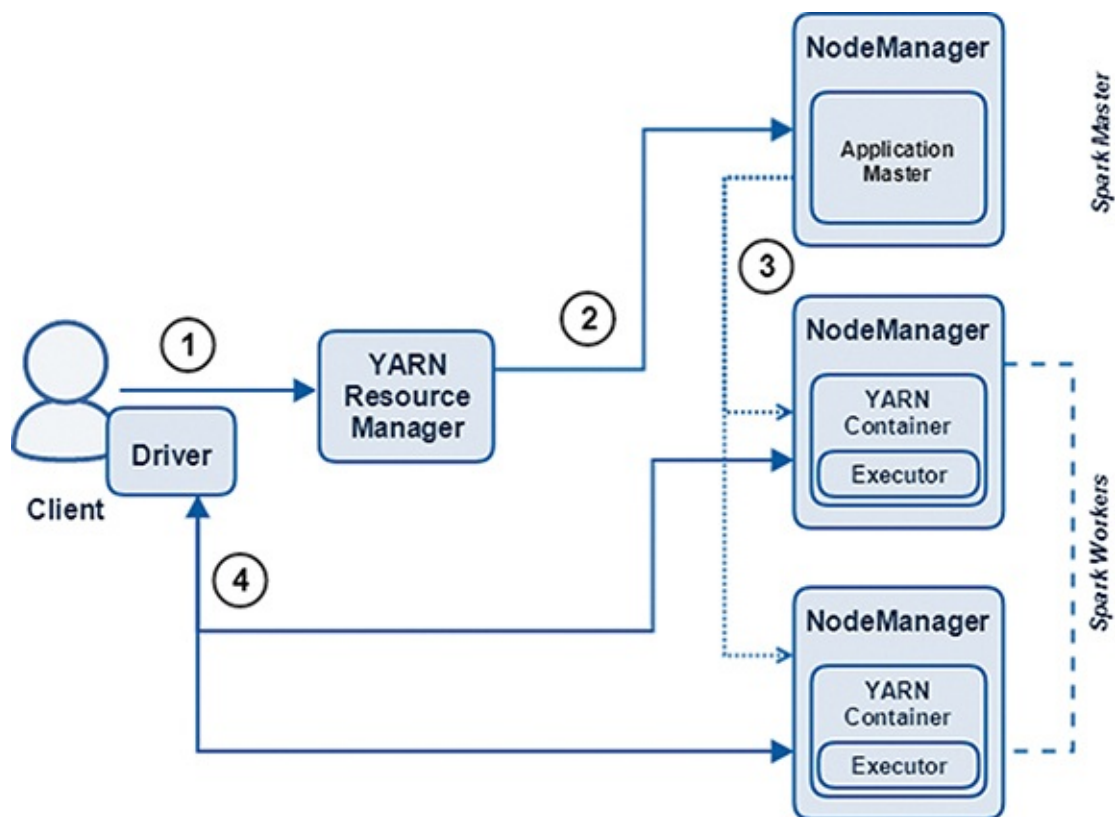 NodeManager
Application
Master
Spark Master
3
NodeManager
2
1
YARN
Resource
Manager
YARN
Container
Executor
Driver
Client
Spark Workers
4
NodeManager
YARN
Container
Executor